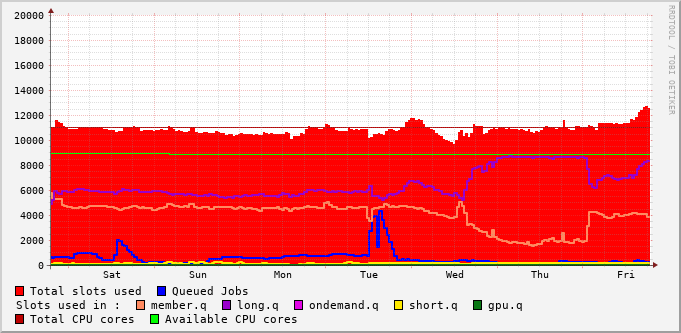 RRDTOOL / TOBI OETIKER
20000
18000
16000
14000
12000
10000
8000
6000
4000
2000
0
Sat Sun Mon Tue Wed Thu Fri
Total slots used Queued Jobs
Slots used in : member.q long.q ondemand.q short.q gpu.q
Total CPU cores Available CPU cores